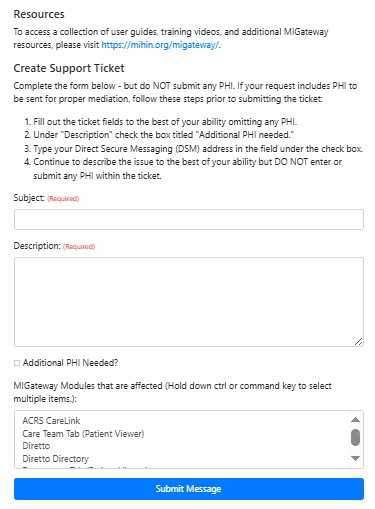 Resources
To access a collection of user guides, training videos, and additional MIGateway
resources, please visit https://mihin.org/migateway/.
Create Support Ticket
Complete the form below - but do NOT submit any PHI. If your request includes PHI to
be sent for proper mediation, follow these steps prior to submitting the ticket:
1. Fill out the ticket fields to the best of your ability omitting any PHI.
2. Under "Description" check the box titled "Additional PHI needed."
3. Type your Direct Secure Messaging (DSM) address in the field under the check box.
4. Continue to describe the issue to the best of your ability but DO NOT enter or
submit any PHI within the ticket.
Subject: (Required)
Description: (Required)
Additional PHI Needed?
MIGateway Modules that are affected (Hold down ctrl or command key to select
multiple items.):
ACRS CareLink
Care Team Tab (Patient Viewer)
Diretto
Diretto Directory
Submit Message